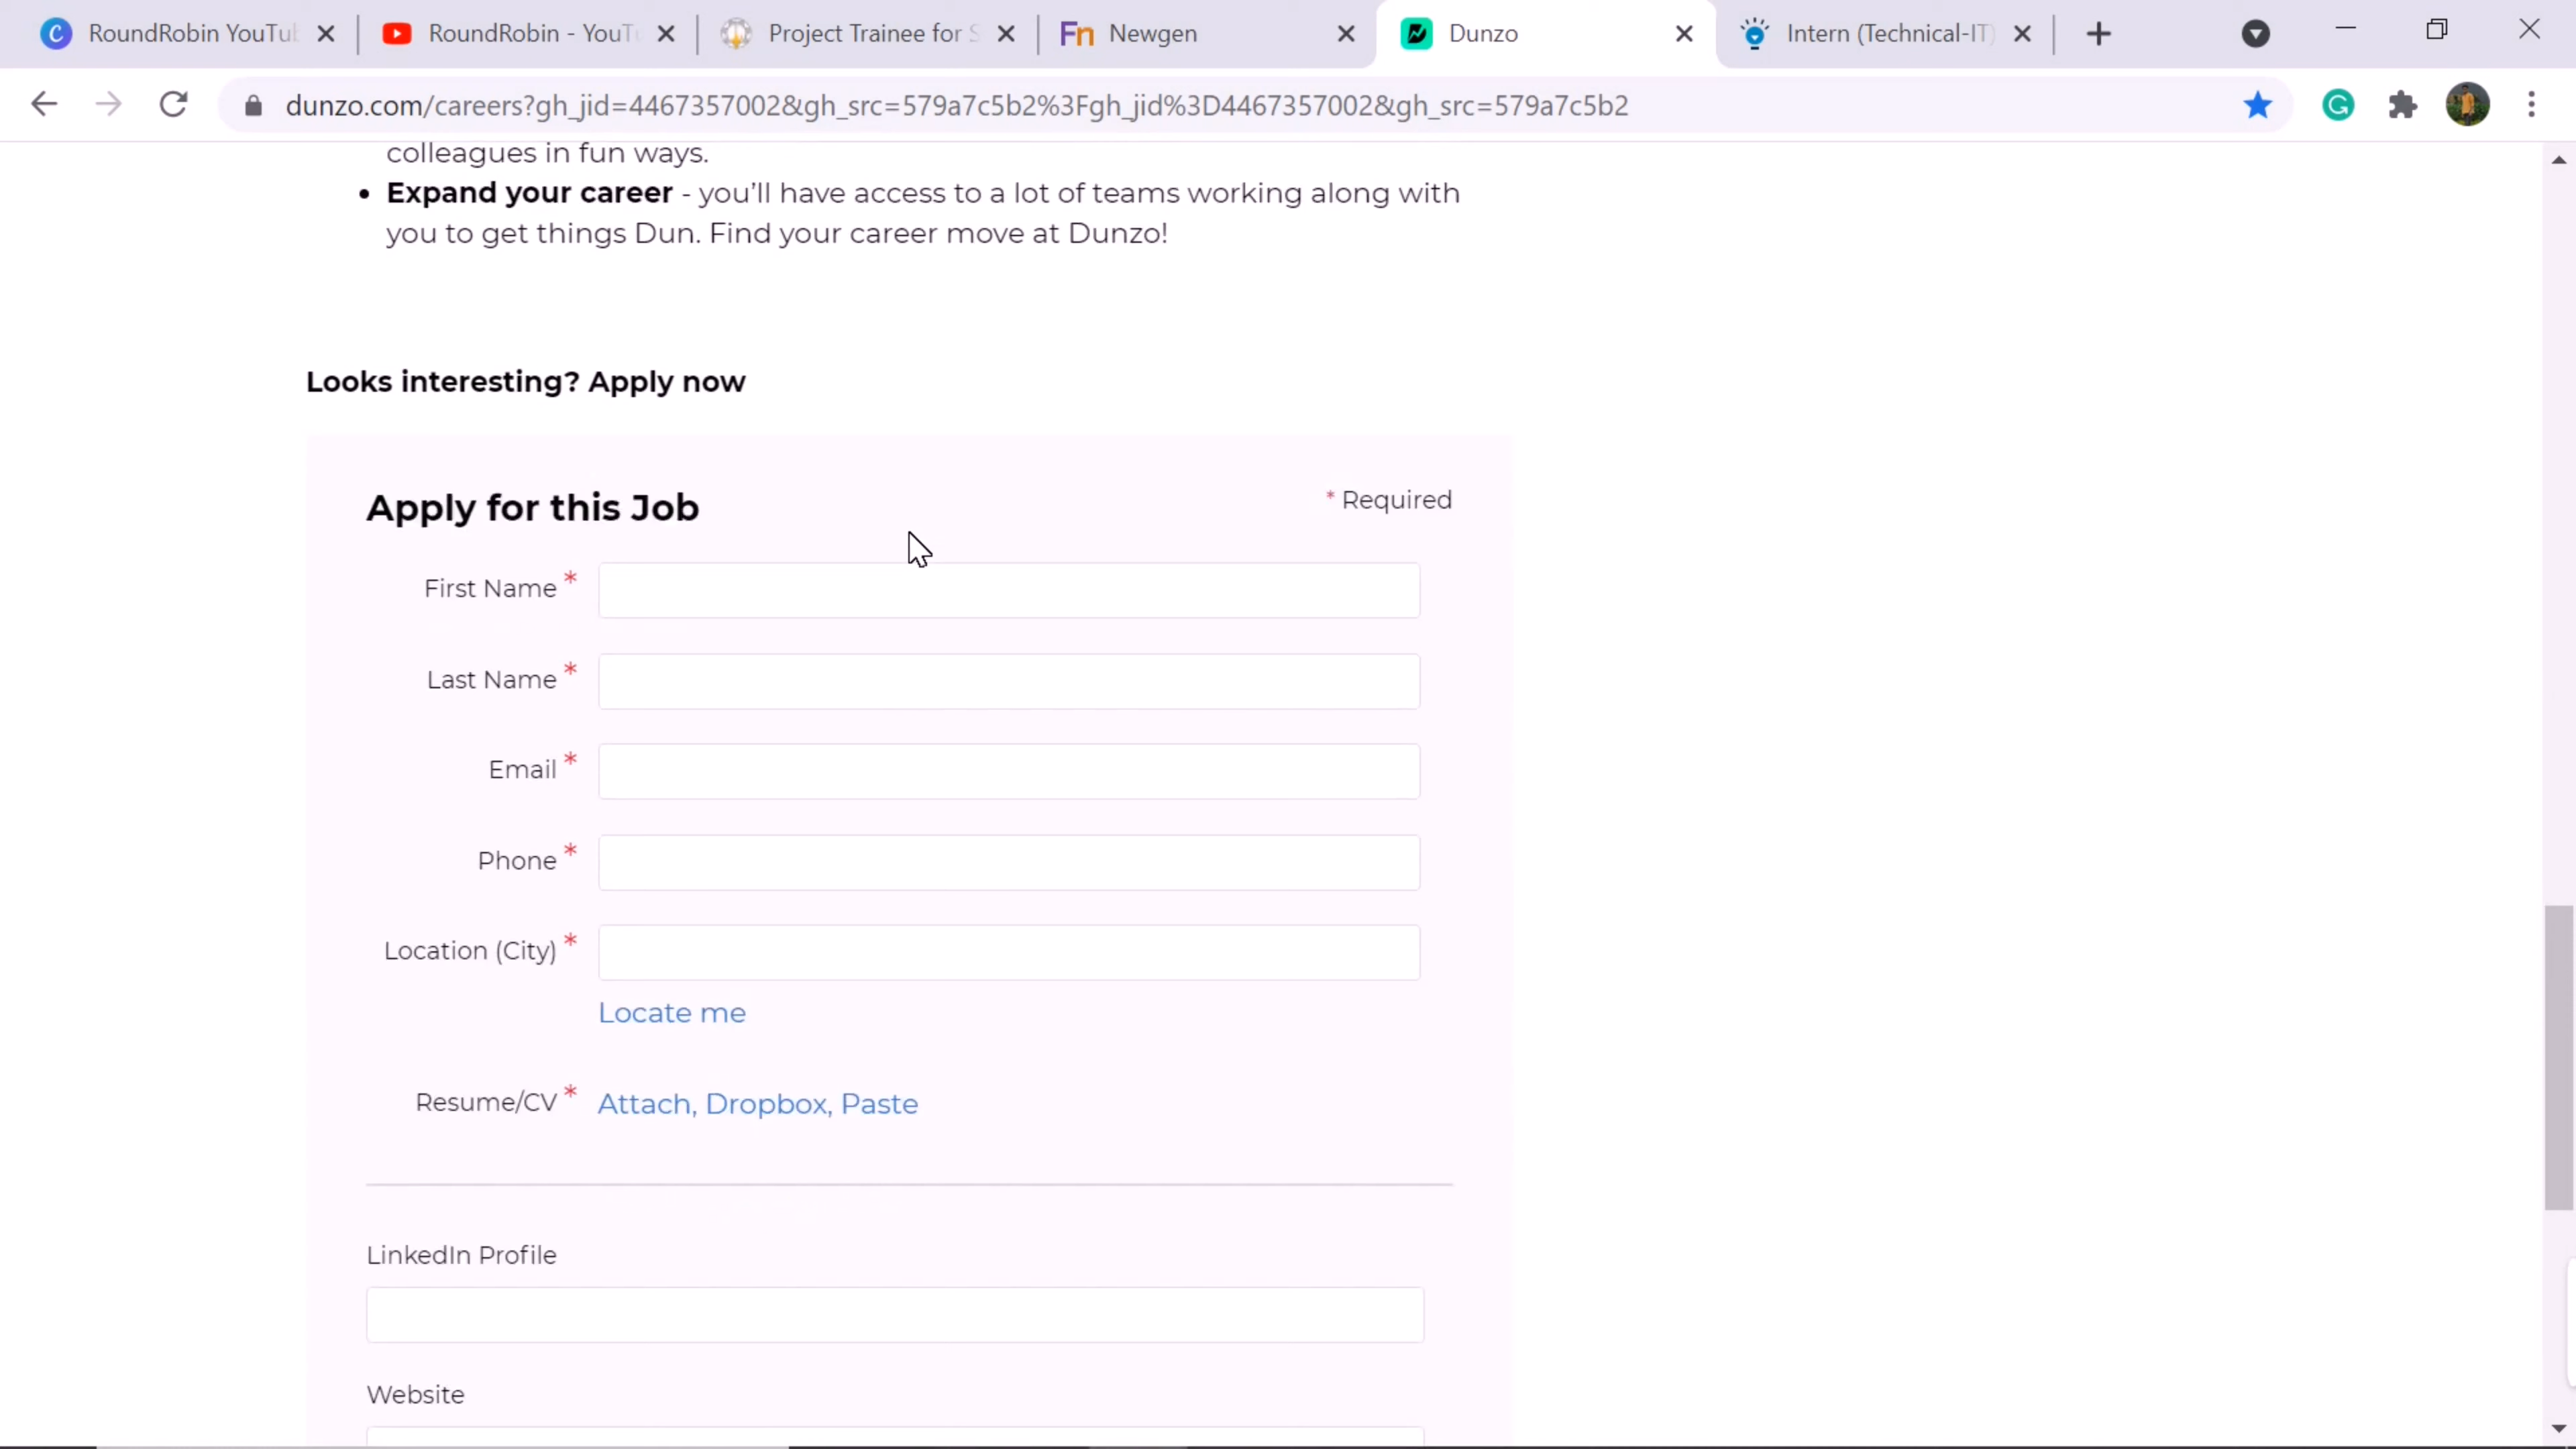 RoundRobin YouTub
RoundRobin - YouTu
Project Trainee for S
Fn Newgen
Dunzo
Intern (Technical-IT)
dunzo.com/careers?gh_jid=4467357002&gh_src=579a7c5b2%3Fgh_jid%3D4467357002&gh_src=579a7c5b2
colleagues in fun ways.
• Expand your career - you’ll have access to a lot of teams working along with
you to get things Dun. Find your career move at Dunzo!
Looks interesting? Apply now
Apply for this Job
* Required
First Name *
Last Name *
Email *
Phone *
Location (City) *
Locate me
Resume/CV * Attach, Dropbox, Paste
LinkedIn Profile
Website